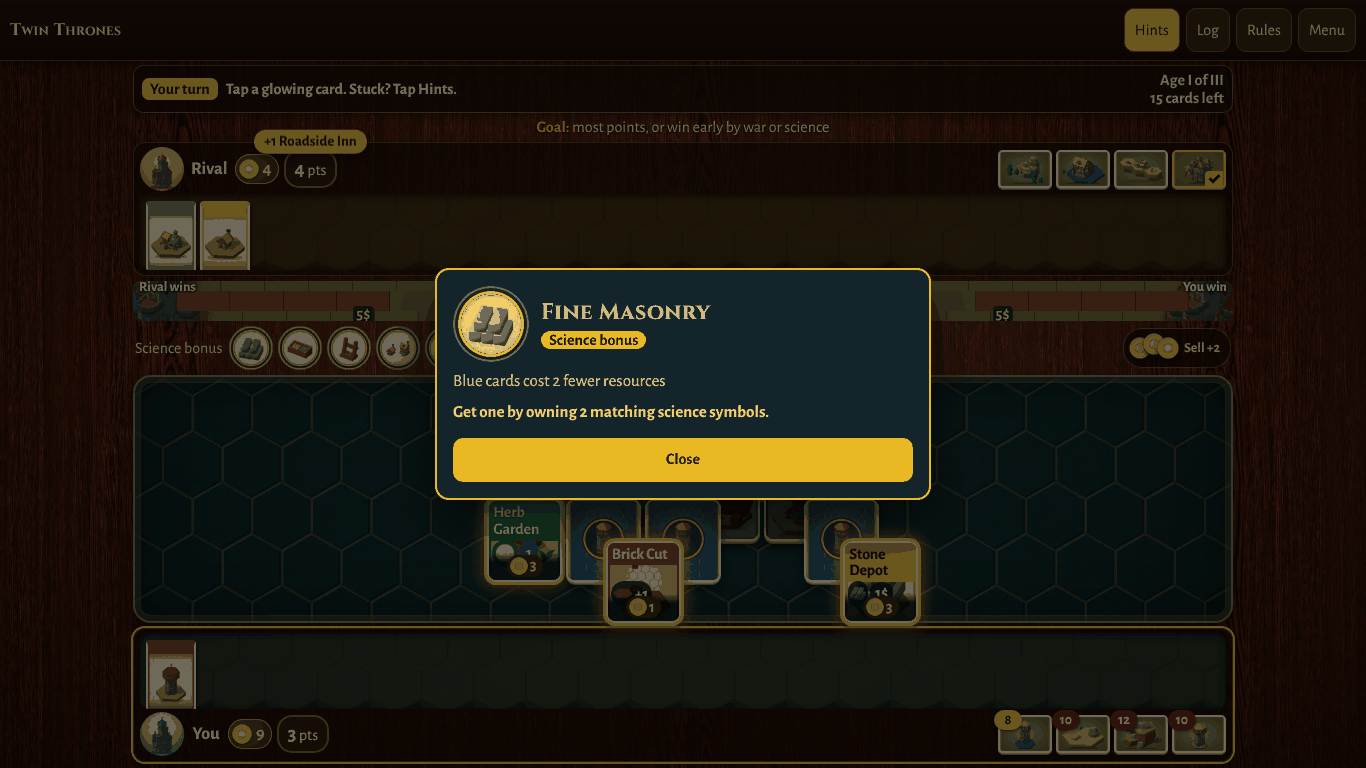 Twin Thrones
Hints
Log
Rules
Menu
Your turn
Tap a glowing card. Stuck? Tap Hints.
Age I of III
15 cards left
Goal: most points, or win early by war or science
+1 Roadside Inn
Rival
4
4 pts
Rival wins
You win
5$
5$
Science bonus
Sell +2
Fine Masonry
Science bonus
Blue cards cost 2 fewer resources
Get one by owning 2 matching science symbols.
Close
Herb
Garden
1
3
Brick Cut
+1
1
Stone
Depot
1$
3
You
9
3 pts
8
10
12
10